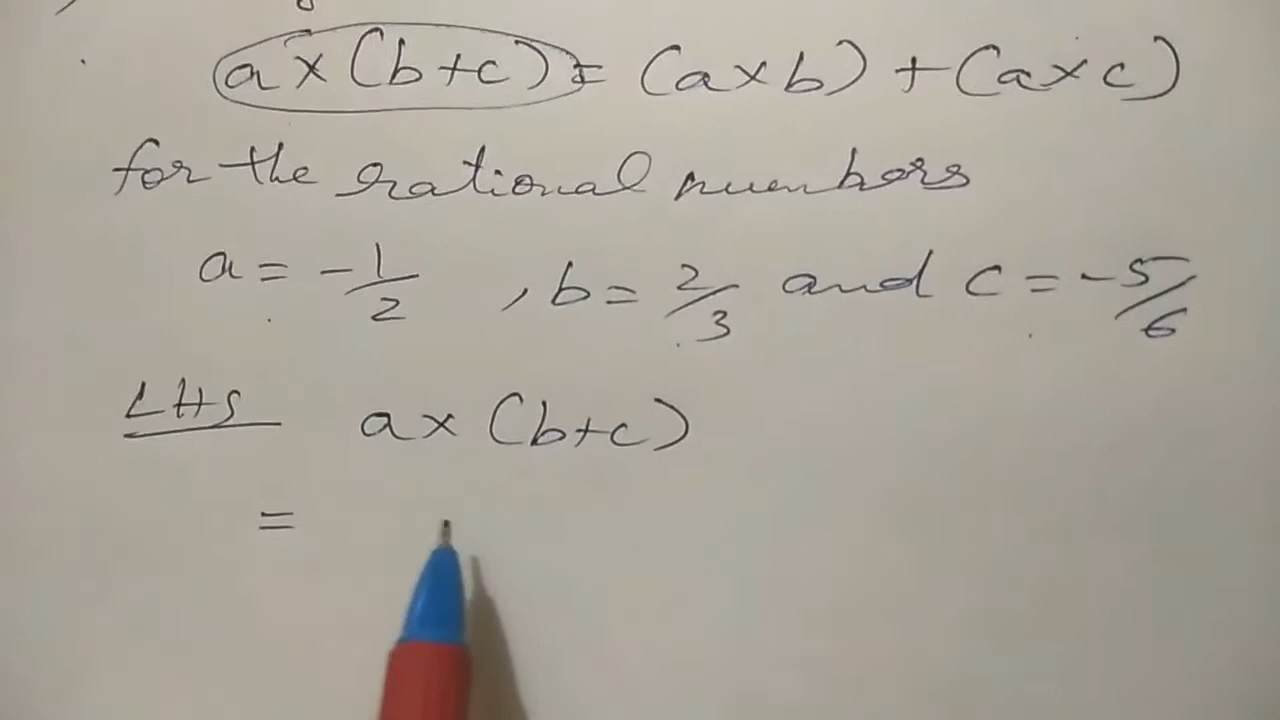 a × (b+c) = (a×b) + (a×c)
for the rational numbers
a = -1/2 , b = 2/3 and c = -5/6
LHS a × (b+c)
=